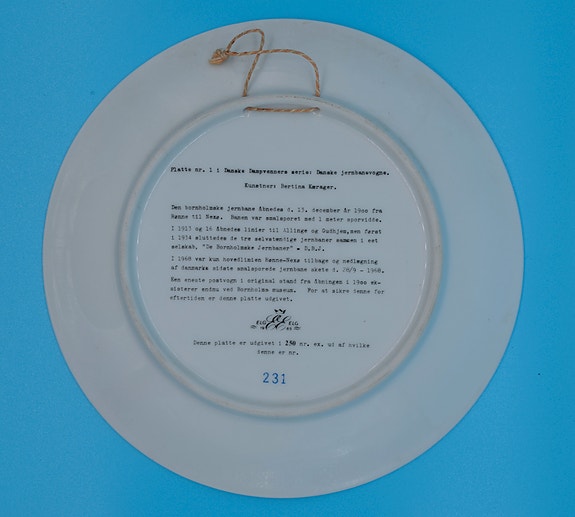 Platte nr. 1 i Danske Dampvenners serie: Danske jernbanevogne.
Kunstner: Bertina Kørager.
Den bornholmske jernbane åbnedes d. 13. december år 1900 fra
Rønne til Nexø. Banen var smalsporet med 1 meter sporvidde.
I 1913 og 16 åbnedes linier til Allinge og Gudhjem, men først
i 1934 sluttedes de tre selvstændige jernbaner sammen i eet
selskab, "De Bornholmske Jernbaner" - D.B.J.
I 1968 var kun hovedlinien Rønne-Nexø tilbage og nedlægning
af danmarks sidste smalsporede jernbane skete d. 28/9 - 1968.
Kun eneste postvogn i original stand fra åbningen i 1900 ek-
sisterer endnu ved Bornholms museum. For at sikre denne for
eftertiden er denne platte udgivet.
ELG ELG
Denne platte er udgivet i 250 nr. ex. ud af hvilke
denne er nr.
231